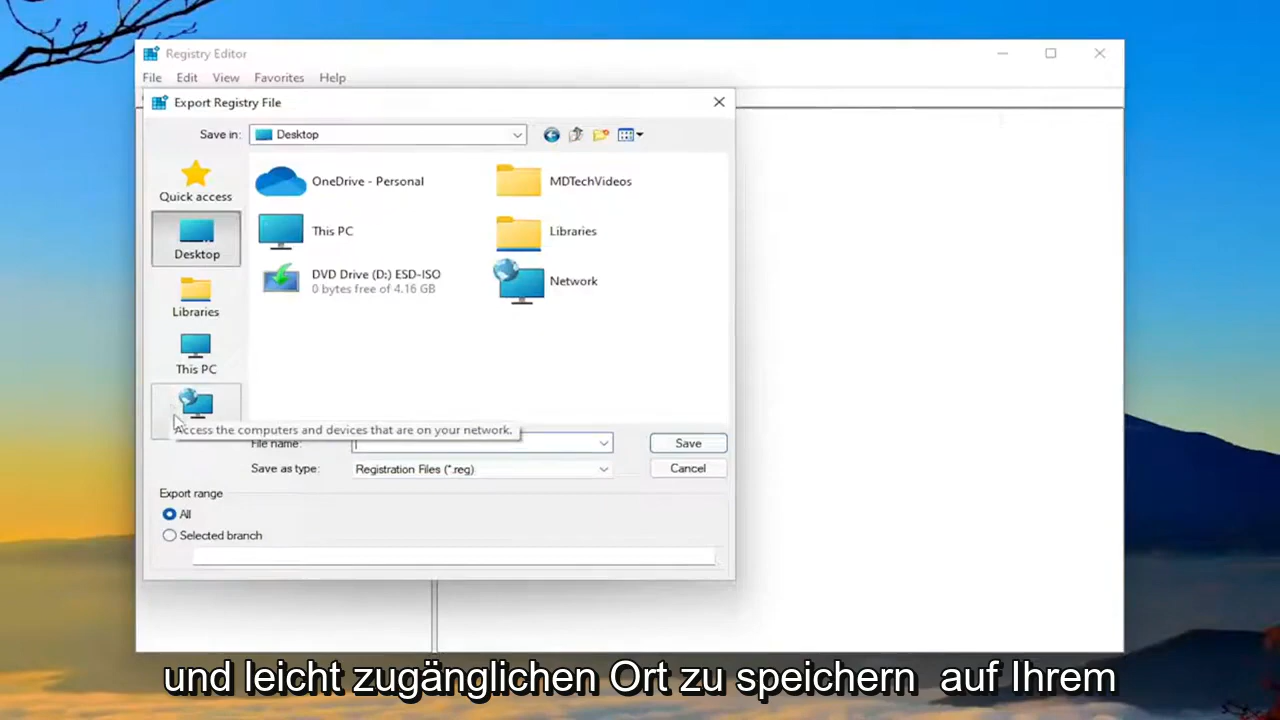 Registry Editor
File Edit View Favorites Help
Export Registry File
Save in: Desktop
Quick access
Desktop
Libraries
This PC
OneDrive - Personal
MDTechVideos
This PC
Libraries
DVD Drive (D:) ESD-ISO
0 bytes free of 4.16 GB
Network
Access the computers and devices that are on your network.
File name:
Save
Save as type: Registration Files (*.reg)
Cancel
Export range
All
Selected branch
und leicht zugänglichen Ort zu speichern auf Ihrem